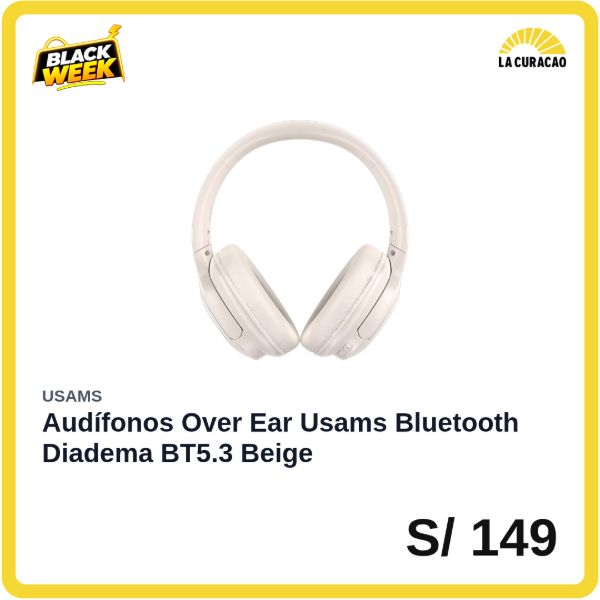 BLACK
WEEK
LA CURACAO
USAMS
Audífonos Over Ear Usams Bluetooth
Diadema BT5.3 Beige
S/ 149